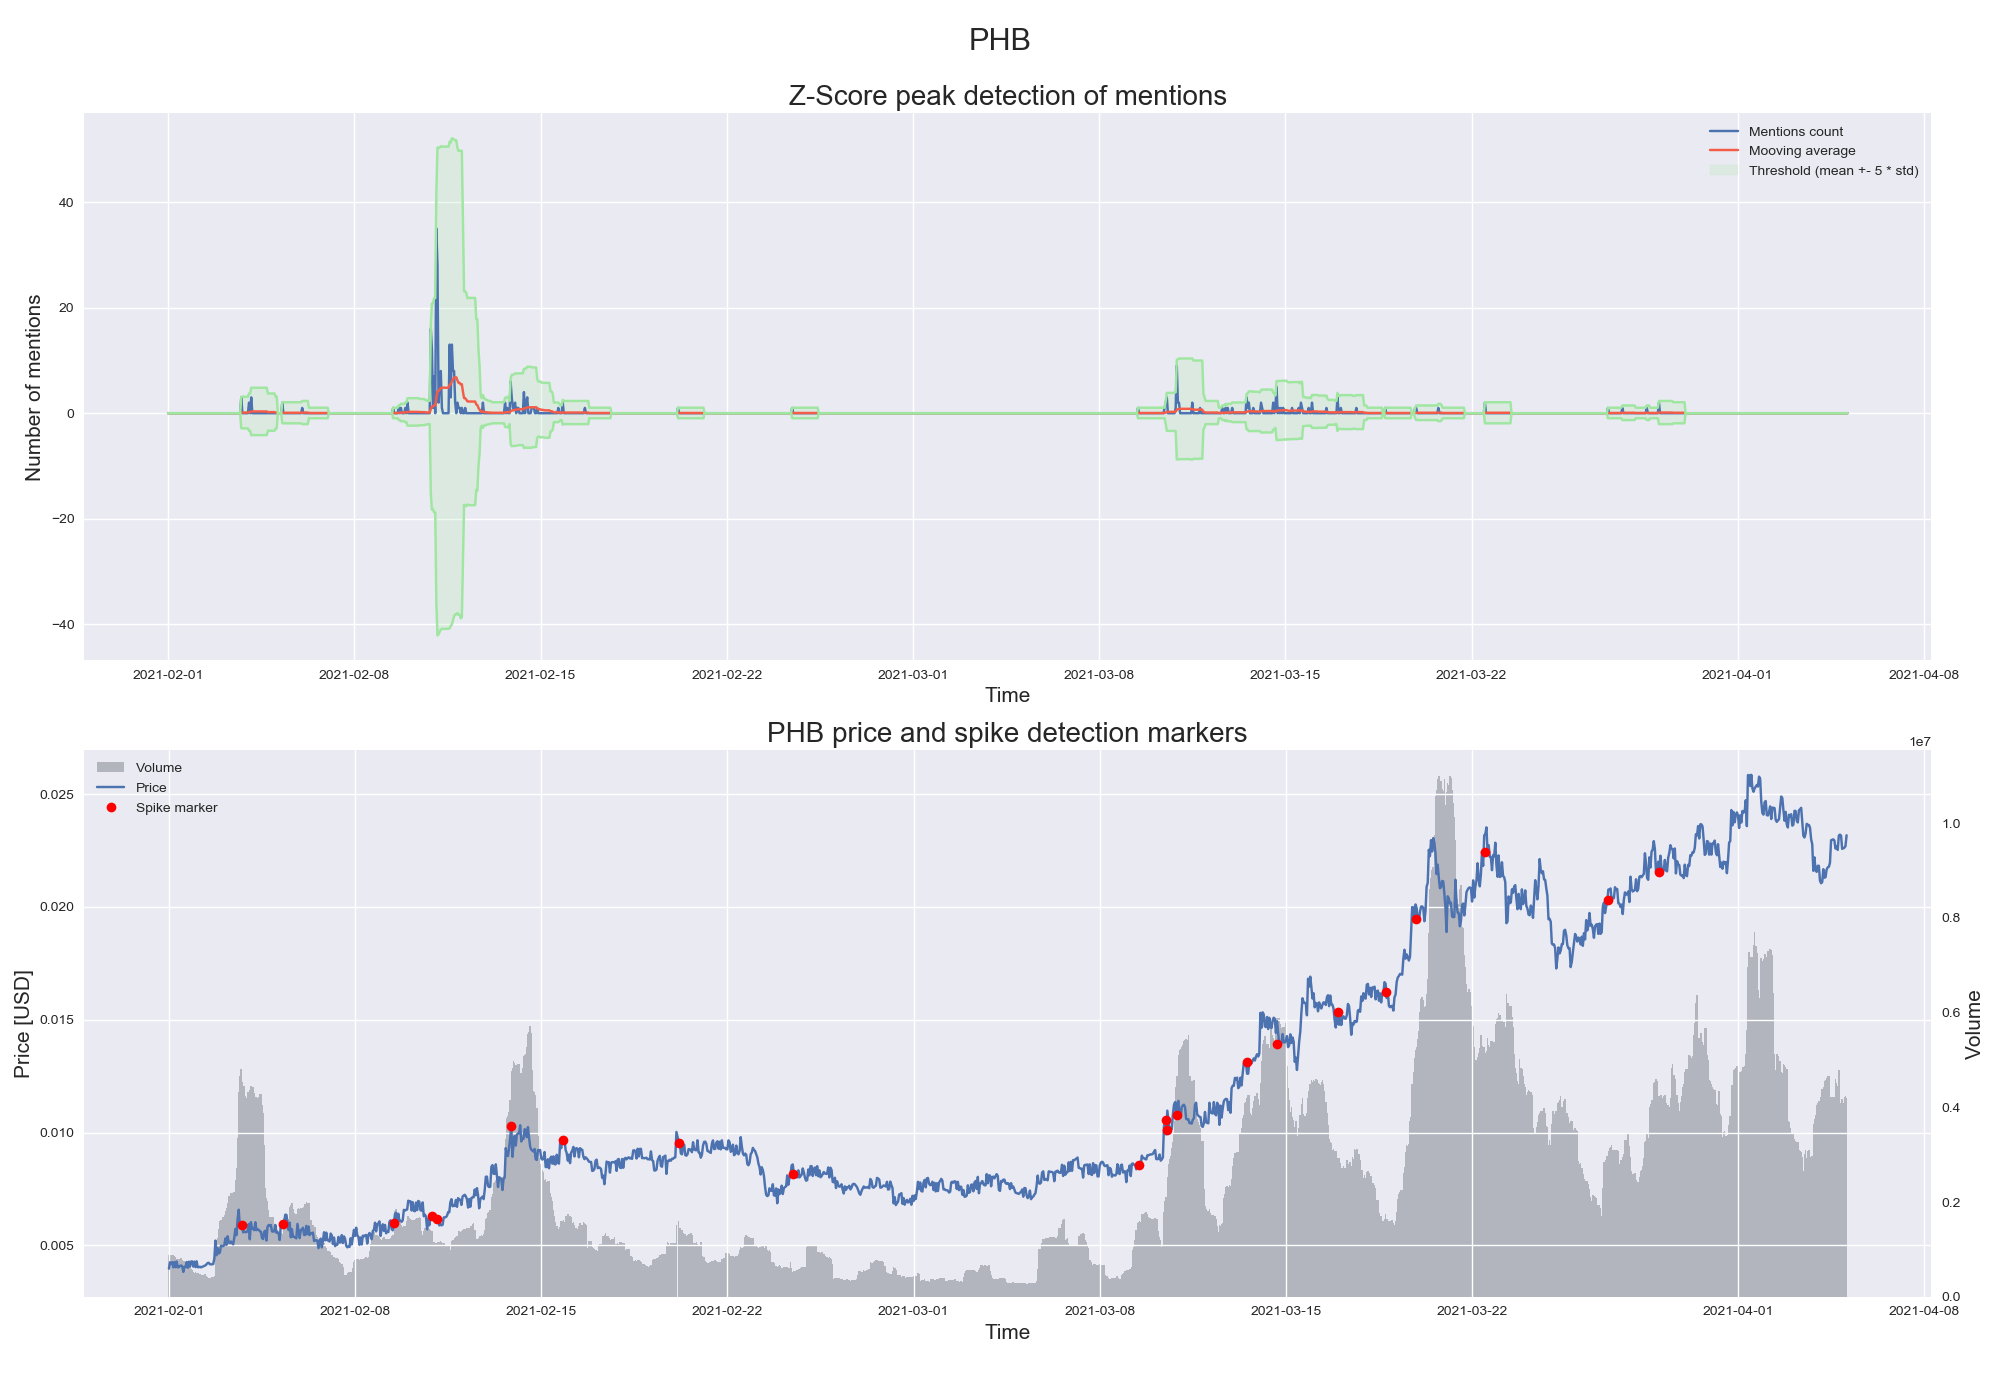 PHB
Z-Score peak detection of mentions
Mentions count
Mooving average
Threshold (mean +- 5 * std)
Number of mentions
40
20
0
−20
−40
2021-02-01 2021-02-08 2021-02-15 2021-02-22 2021-03-01 2021-03-08 2021-03-15 2021-03-22 2021-04-01 2021-04-08
Time
PHB price and spike detection markers
1e7
Volume
Price
Spike marker
Price [USD]
0.025
0.020
0.015
0.010
0.005
1.0
0.8
0.6
0.4
0.2
0.0
Volume
2021-02-01 2021-02-08 2021-02-15 2021-02-22 2021-03-01 2021-03-08 2021-03-15 2021-03-22 2021-04-01 2021-04-08
Time